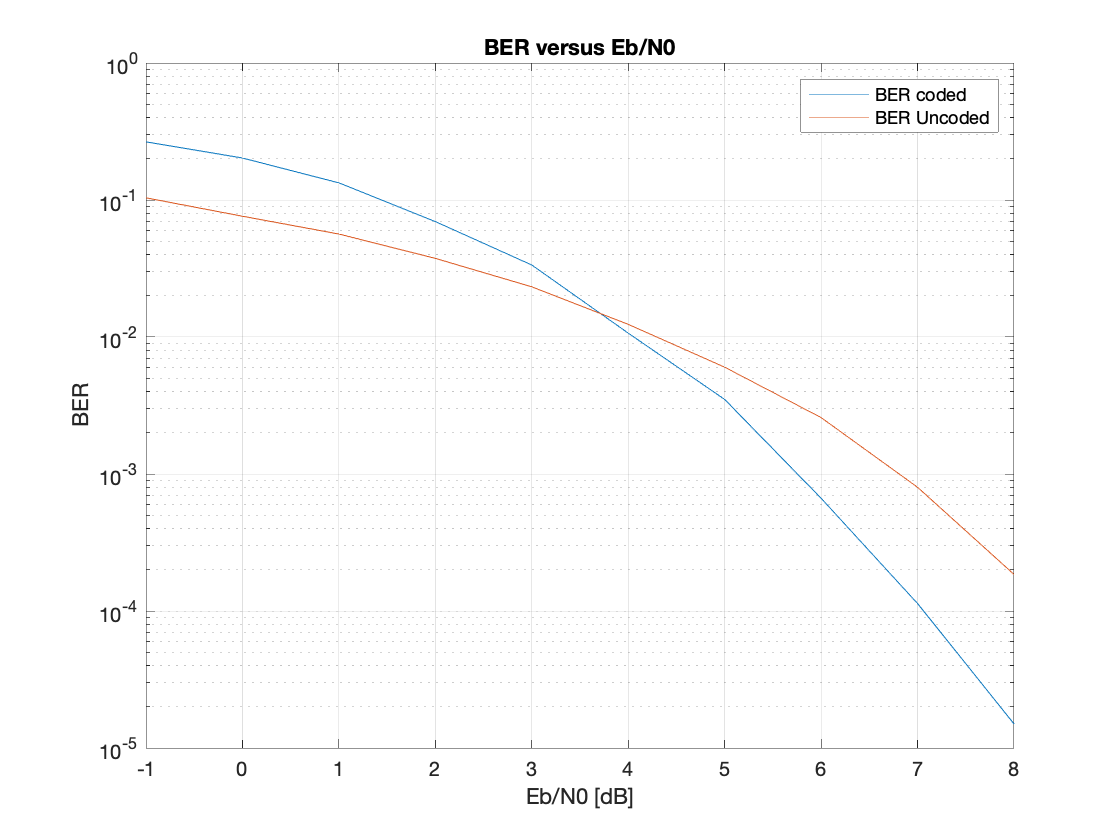 BER versus Eb/N0
BER coded
BER Uncoded
10^0
10^-1
10^-2
10^-3
10^-4
10^-5
BER
-1 0 1 2 3 4 5 6 7 8
Eb/N0 [dB]